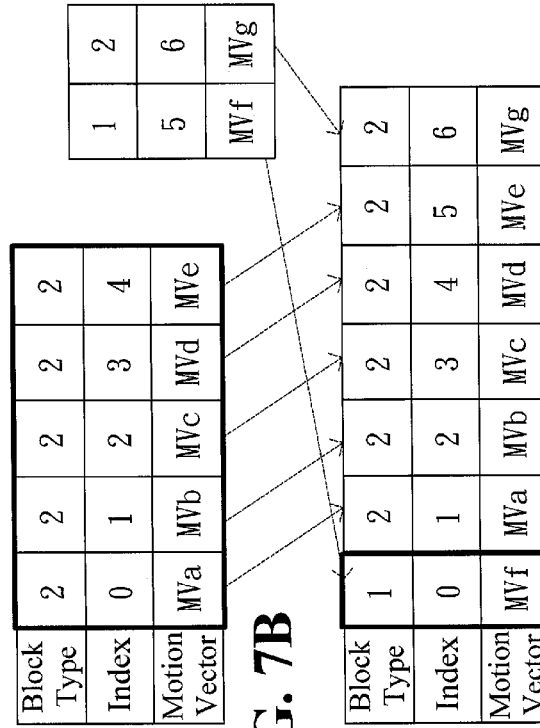 Block Type 2 2 2 2 2
Index 0 1 2 3 4
Motion Vector MVa MVb MVc MVd MVe
1 2
5 6
MVf MVg
G. 7B
Block Type 1 2 2 2 2 2 2
Index 0 1 2 3 4 5 6
Motion Vector MVf MVa MVb MVc MVd MVe MVg